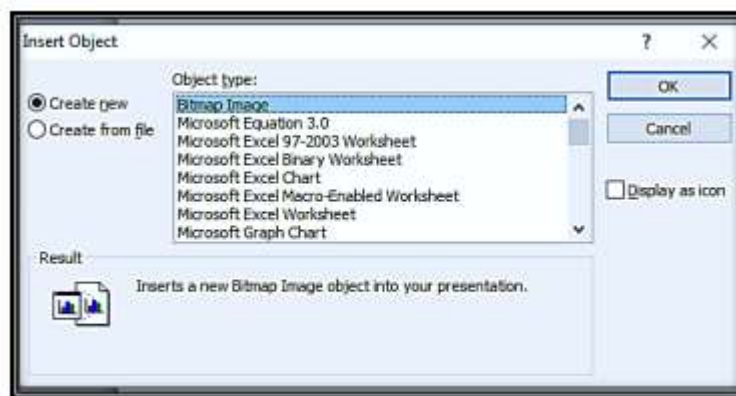 Insert Object
?
Object type:
Create new
Create from file
Bitmap Image
Microsoft Equation 3.0
Microsoft Excel 97-2003 Worksheet
Microsoft Excel Binary Worksheet
Microsoft Excel Chart
Microsoft Excel Macro-Enabled Worksheet
Microsoft Excel Worksheet
Microsoft Graph Chart
OK
Cancel
Display as icon
Result
Inserts a new Bitmap Image object into your presentation.